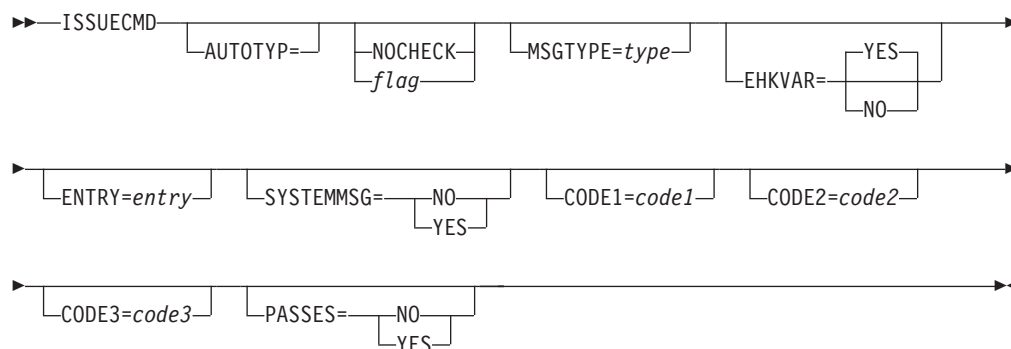 ISSUECMD
AUTOTYP=
NOCHECK
flag
MSGTYPE=type
EHKVAR=
YES
NO
ENTRY=entry
SYSTEMMSG=
NO
YES
CODE1=code1
CODE2=code2
CODE3=code3
PASSES=
NO
YES